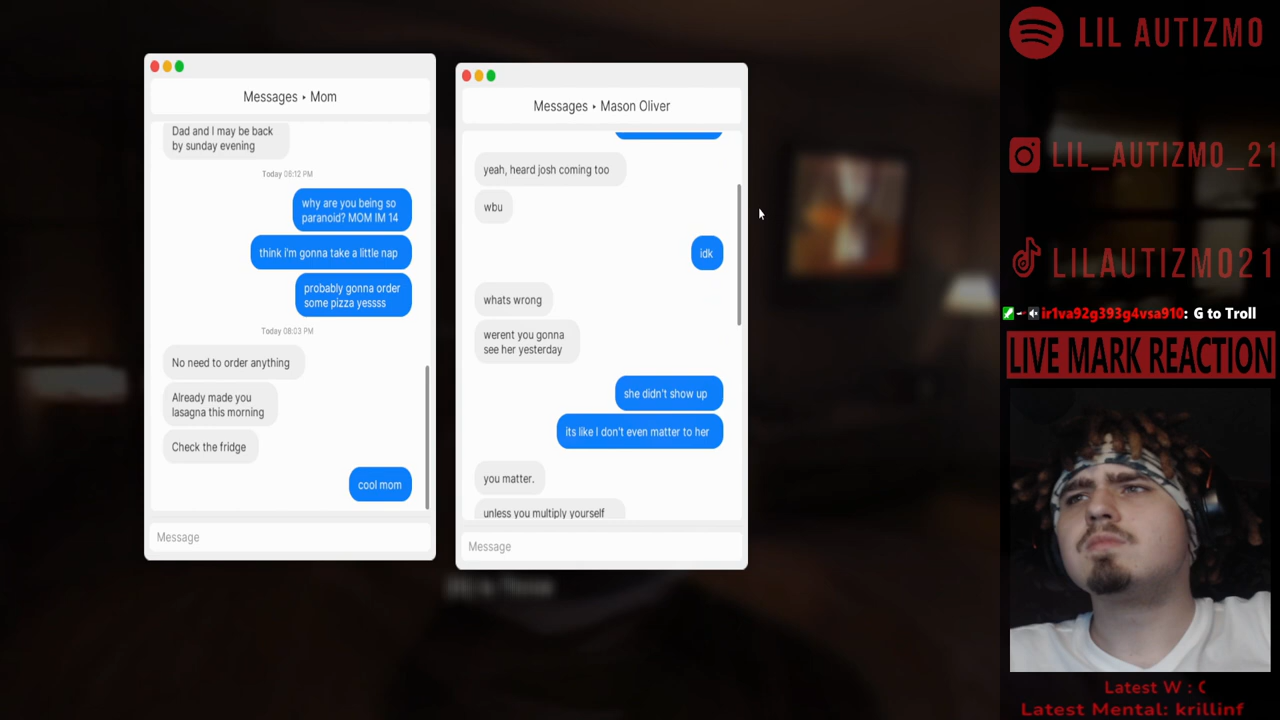 Messages ‣ Mom
Dad and I may be back
by sunday evening
Today 08:12 PM
why are you being so
paranoid? MOM IM 14
think i'm gonna take a little nap
probably gonna order
some pizza yessss
Today 08:03 PM
No need to order anything
Already made you
lasagna this morning
Check the fridge
cool mom
Message
Messages ‣ Mason Oliver
yeah, heard josh coming too
wbu
idk
whats wrong
werent you gonna
see her yesterday
she didn't show up
its like I don't even matter to her
you matter.
unless you multiply yourself
Message
LIL AUTIZMO
LIL_AUTIZMO_21
LILAUTIZMO21
ir1va92g393g4vsa910: G to Troll
LIVE MARK REACTION
Latest W : 
Latest Mental: krillinf